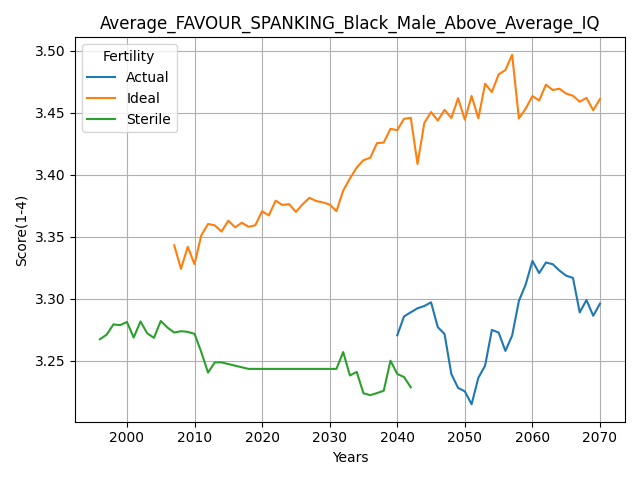 Average_FAVOUR_SPANKING_Black_Male_Above_Average_IQ
Score(1-4)
3.50
3.45
3.40
3.35
3.30
3.25
Fertility
Actual
Ideal
Sterile
2000 2010 2020 2030 2040 2050 2060 2070
Years